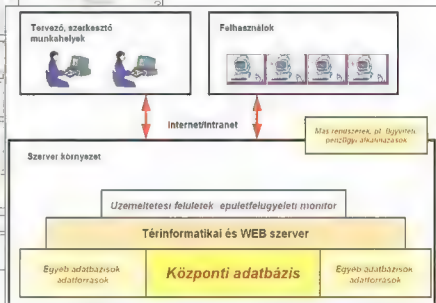 Tervező, szerkesztő
munkahelyek
Felhasználók
Internet/Intranet
Más rendszerek, pl. Ügyviteli
pénzügyi alkalmazások
Szerver környezet
Üzemeltetési felületek épületfelügyeleti monitor
Térinformatikai és WEB szerver
Egyéb adatbázisok
adatforrások
Központi adatbázis
Egyéb adatbázisok
adatforrások